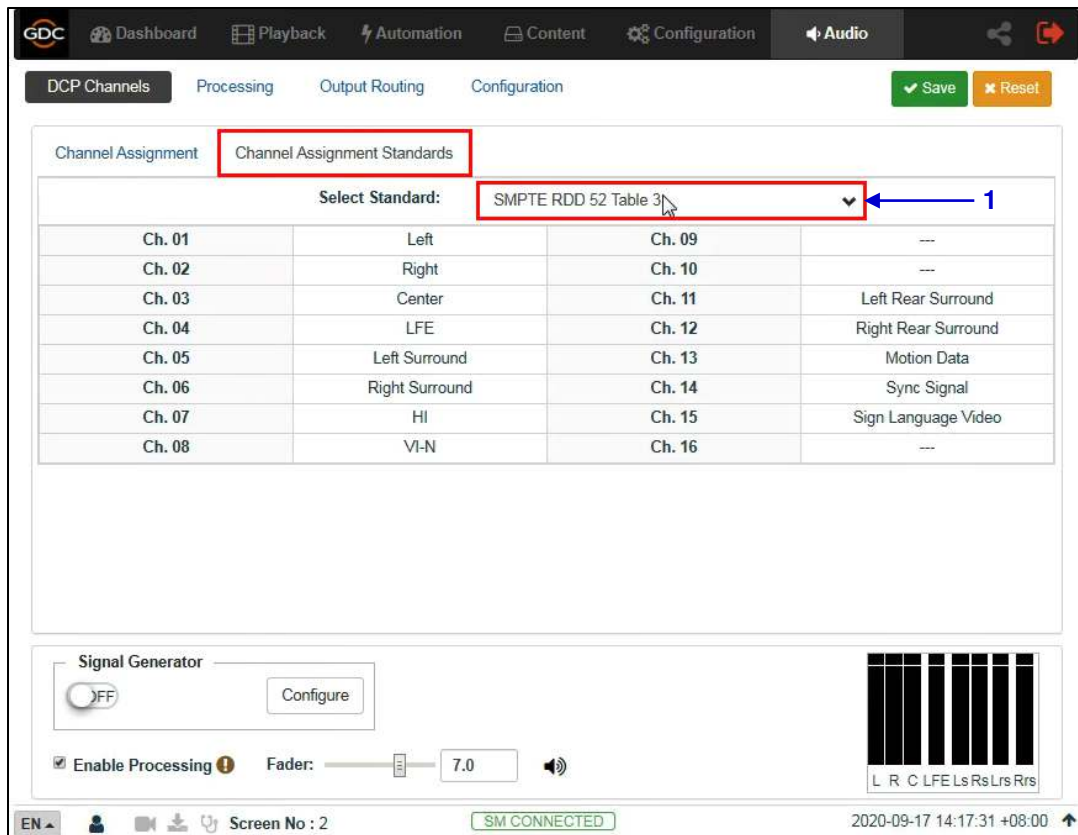 GDC Dashboard Playback Automation Content Configuration Audio
DCP Channels Processing Output Routing Configuration Save Reset
Channel Assignment Channel Assignment Standards
Select Standard: SMPTE RDD 52 Table 3 1
Ch. 01 Left Ch. 09 ---
Ch. 02 Right Ch. 10 ---
Ch. 03 Center Ch. 11 Left Rear Surround
Ch. 04 LFE Ch. 12 Right Rear Surround
Ch. 05 Left Surround Ch. 13 Motion Data
Ch. 06 Right Surround Ch. 14 Sync Signal
Ch. 07 HI Ch. 15 Sign Language Video
Ch. 08 VI-N Ch. 16 ---
Signal Generator
OFF Configure
Enable Processing Fader: 7.0
L R C LFE Ls Rs Lrs Rrs
EN Screen No : 2 SM CONNECTED 2020-09-17 14:17:31 +08:00